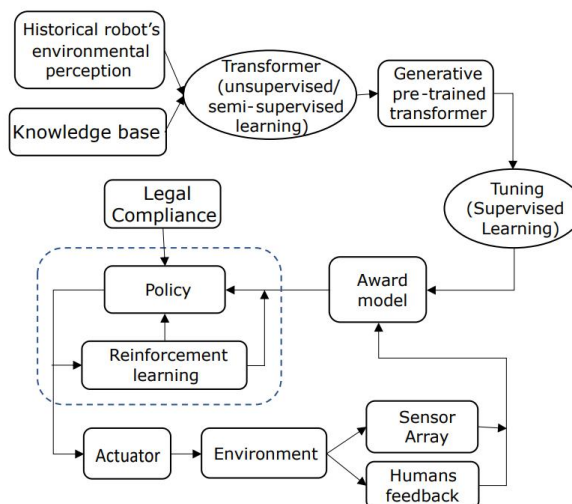 Historical robot's
environmental
perception
Knowledge base
Transformer
(unsupervised/
semi-supervised
learning)
Generative
pre-trained
transformer
Tuning
(Supervised
Learning)
Legal
Compliance
Policy
Reinforcement
learning
Award
model
Actuator
Environment
Sensor
Array
Humans
feedback